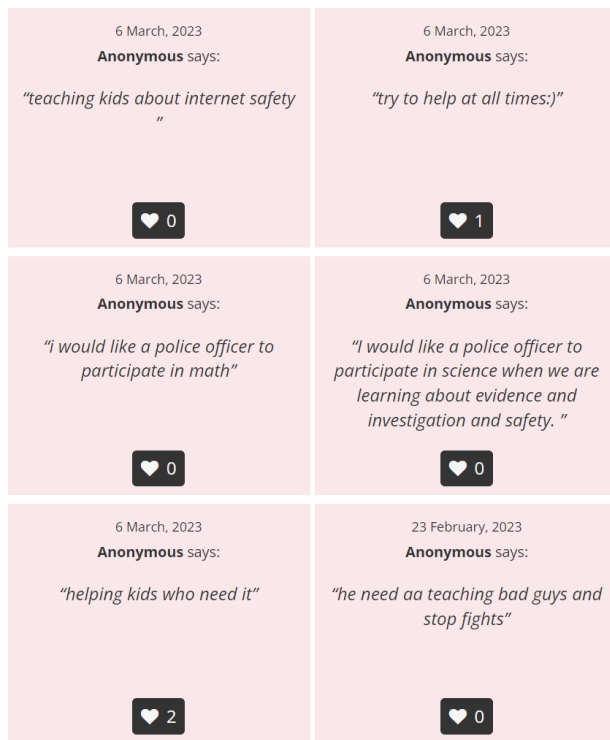 6 March, 2023
Anonymous says:
“teaching kids about internet safety
”
0
6 March, 2023
Anonymous says:
“try to help at all times:)”
1
6 March, 2023
Anonymous says:
“i would like a police officer to
participate in math”
0
6 March, 2023
Anonymous says:
“I would like a police officer to
participate in science when we are
learning about evidence and
investigation and safety. ”
0
6 March, 2023
Anonymous says:
“helping kids who need it”
2
23 February, 2023
Anonymous says:
“he need aa teaching bad guys and
stop fights”
0